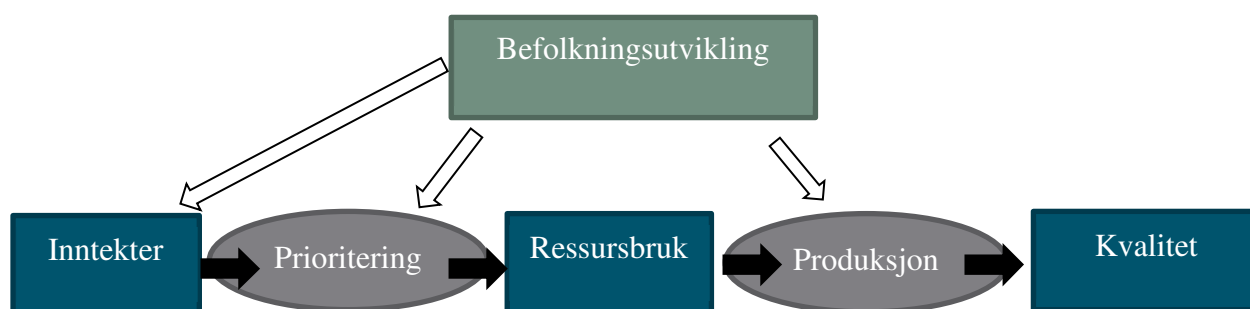 Befolkningsutvikling
Inntekter
Prioritering
Ressursbruk
Produksjon
Kvalitet